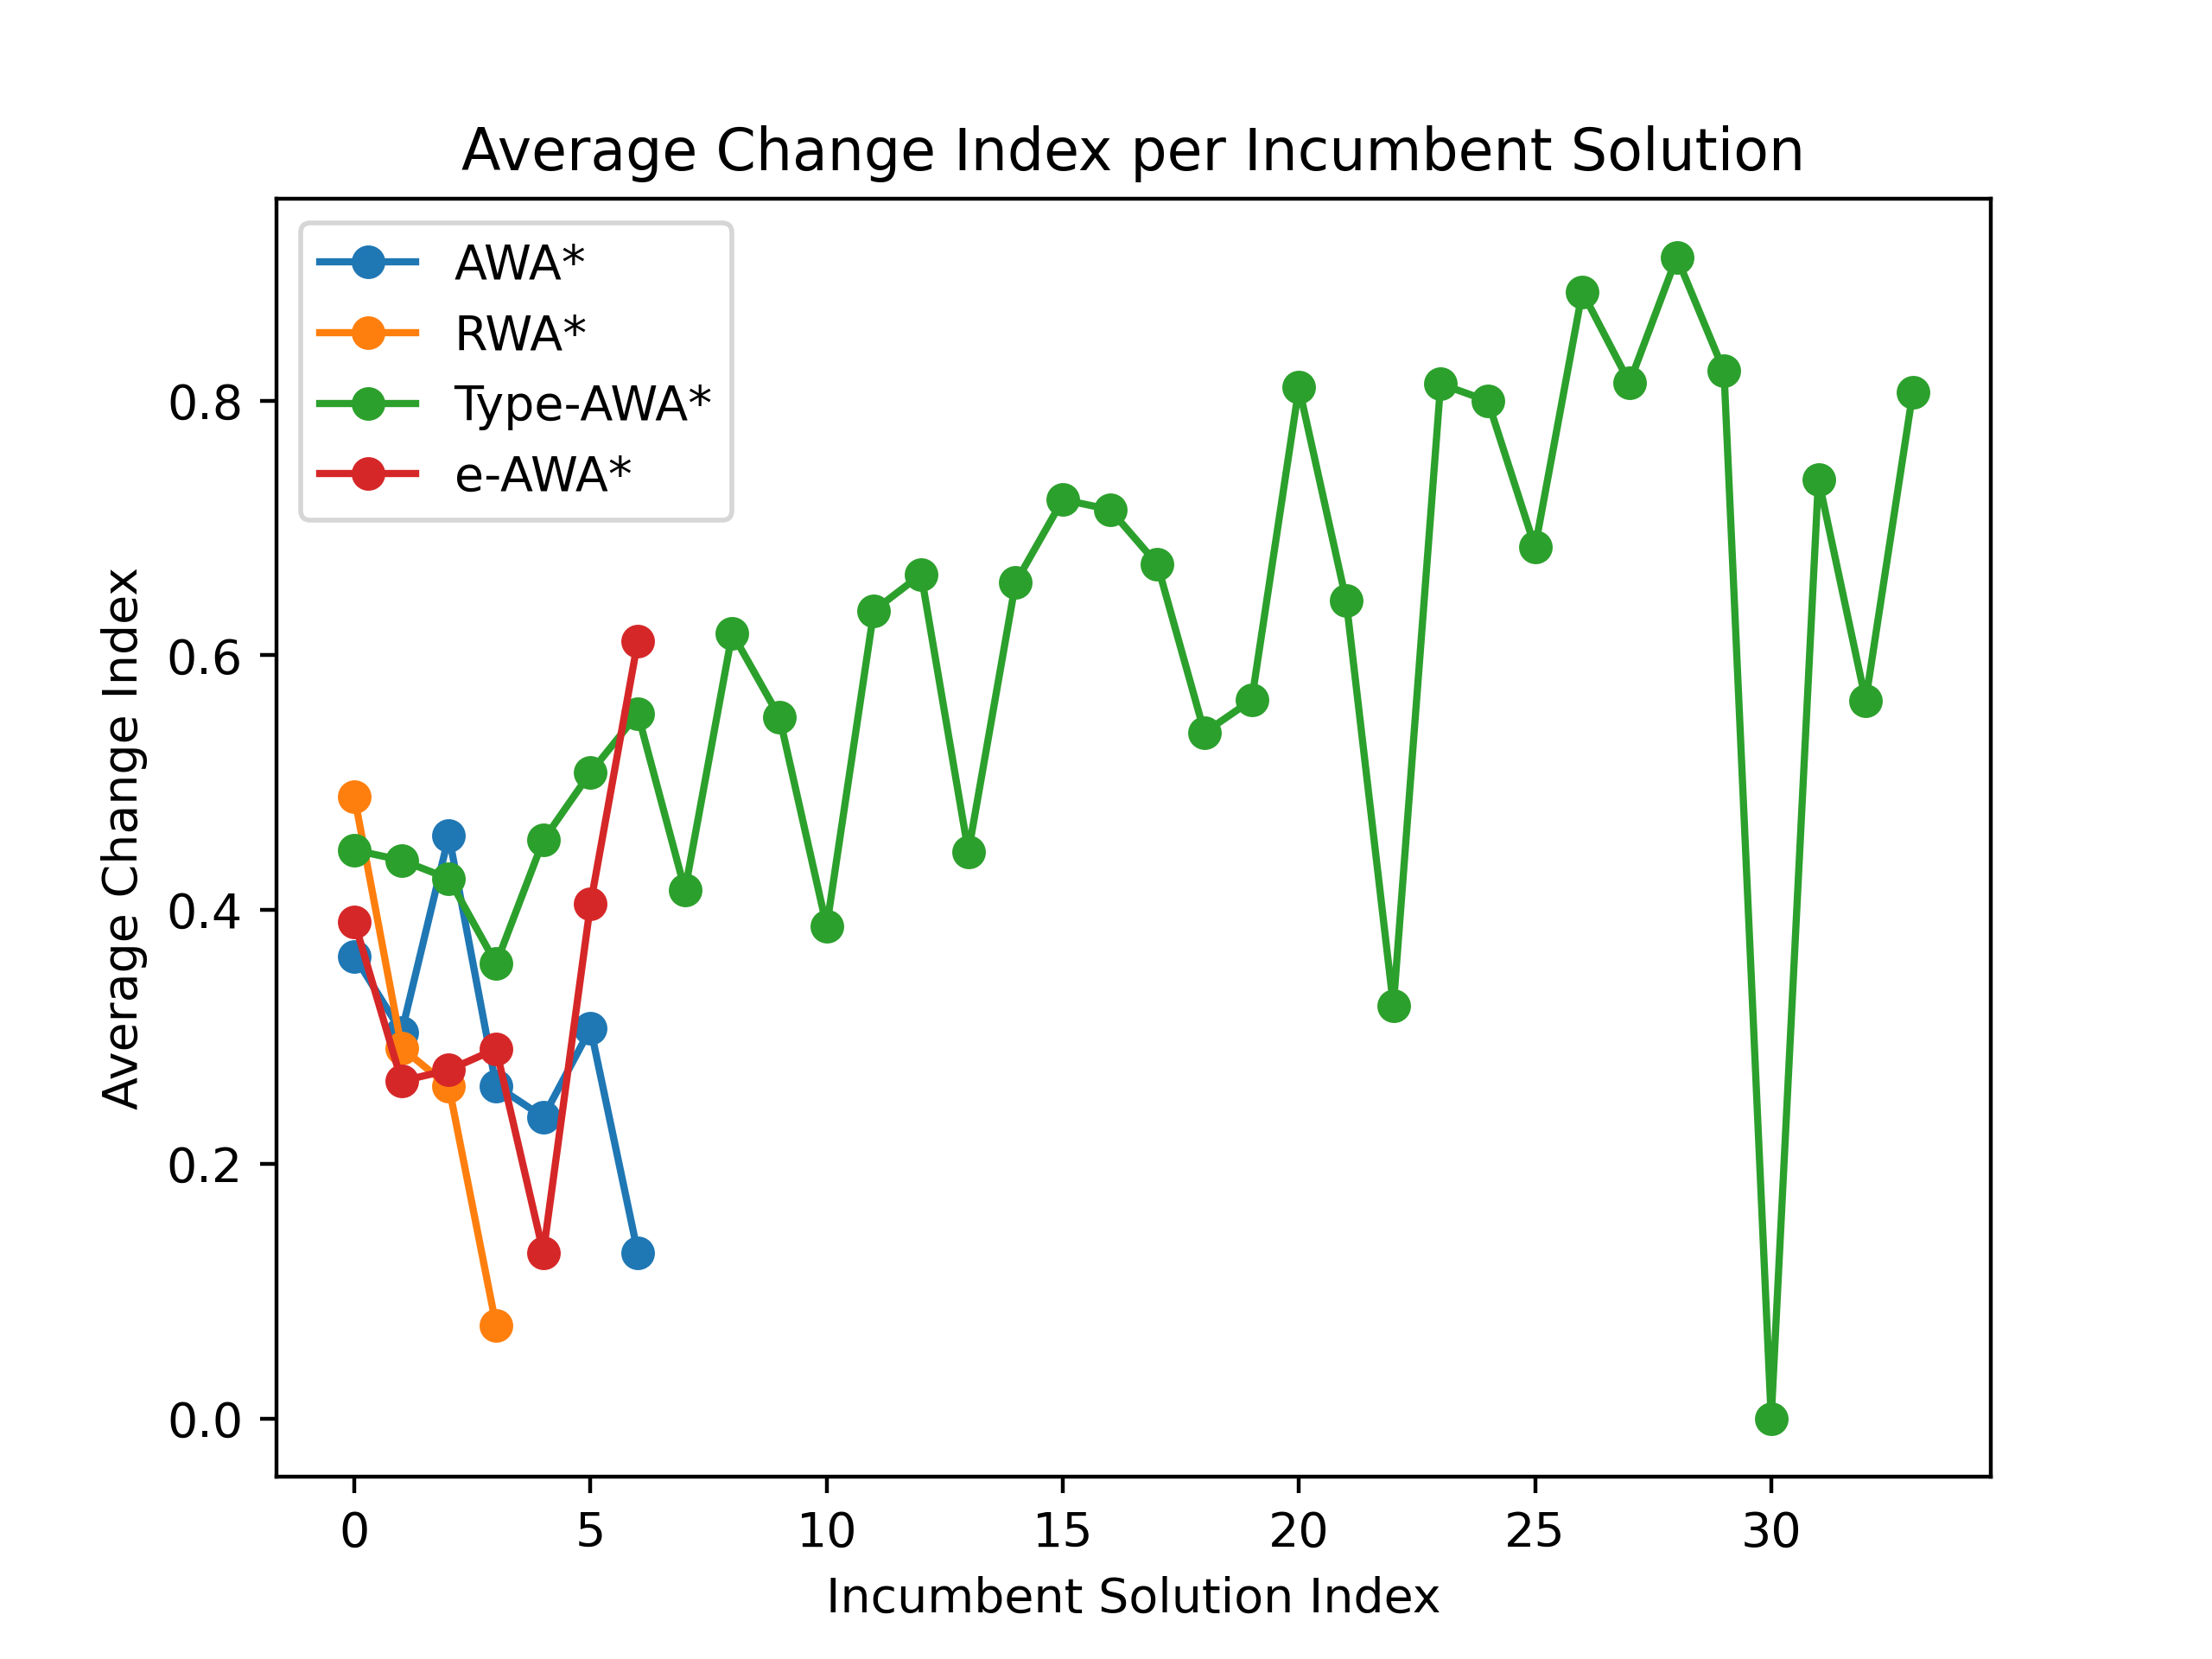 Average Change Index per Incumbent Solution
AWA*
RWA*
Type-AWA*
e-AWA*
Average Change Index
0.8
0.6
0.4
0.2
0.0
0 5 10 15 20 25 30
Incumbent Solution Index